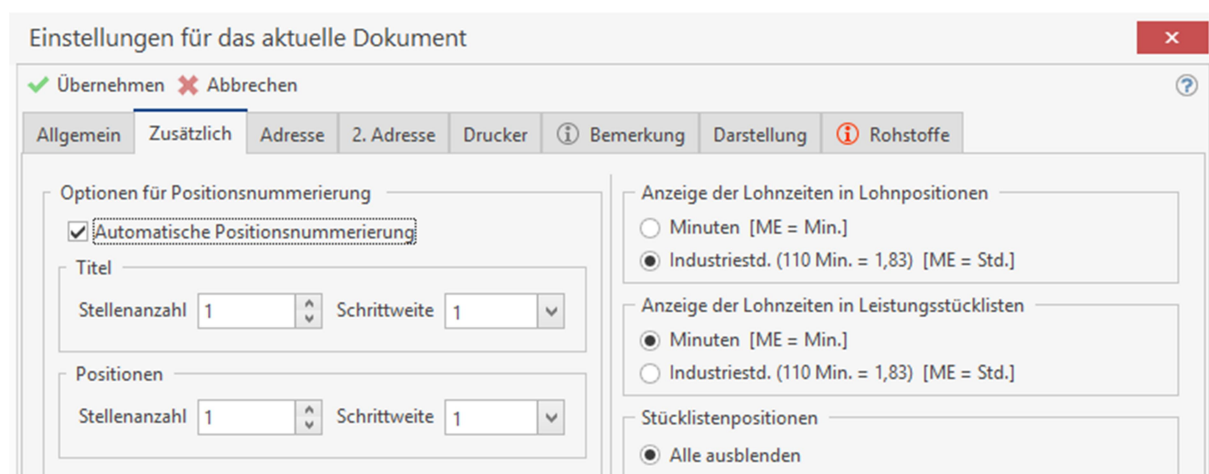 Einstellungen für das aktuelle Dokument
Übernehmen Abbrechen
Allgemein Zusätzlich Adresse 2. Adresse Drucker Bemerkung Darstellung Rohstoffe
Optionen für Positionsnummerierung
Automatische Positionsnummerierung
Titel
Stellenanzahl 1 Schrittweite 1
Positionen
Stellenanzahl 1 Schrittweite 1
Anzeige der Lohnzeiten in Lohnpositionen
Minuten [ME = Min.]
Industriestd. (110 Min. = 1,83) [ME = Std.]
Anzeige der Lohnzeiten in Leistungsstücklisten
Minuten [ME = Min.]
Industriestd. (110 Min. = 1,83) [ME = Std.]
Stücklistenpositionen
Alle ausblenden